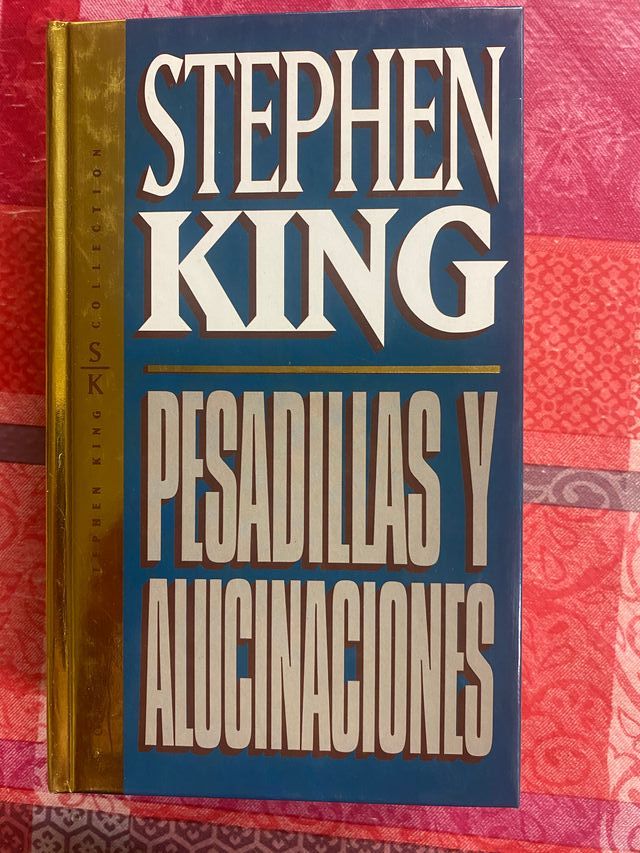 STEPHEN
KING
PESADILLAS Y
ALUCINACIONES
STEPHEN KING S K COLLECTION